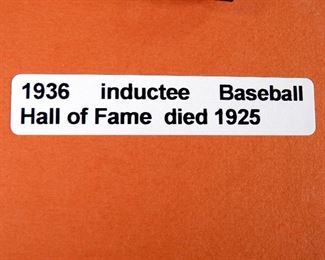 1936 inductee Baseball
Hall of Fame died 1925